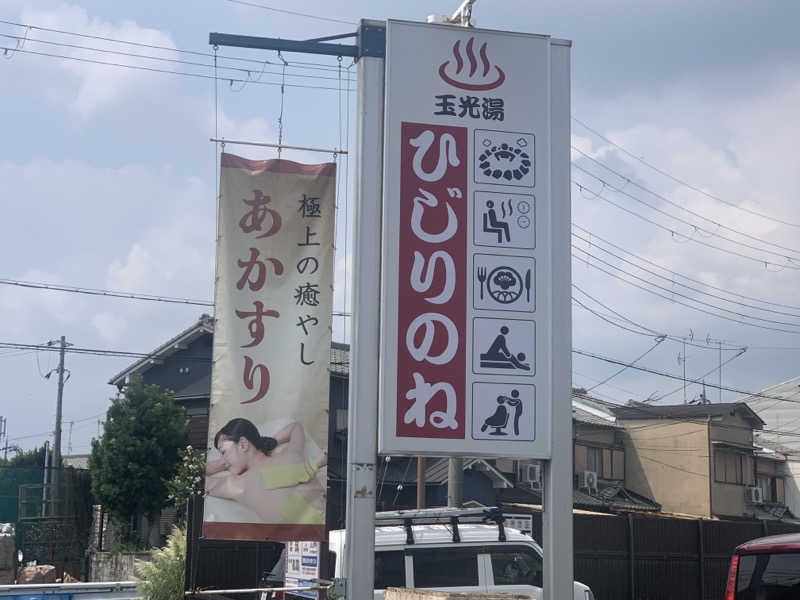 玉光湯
ひじりのね
極上の癒やし
あかすり